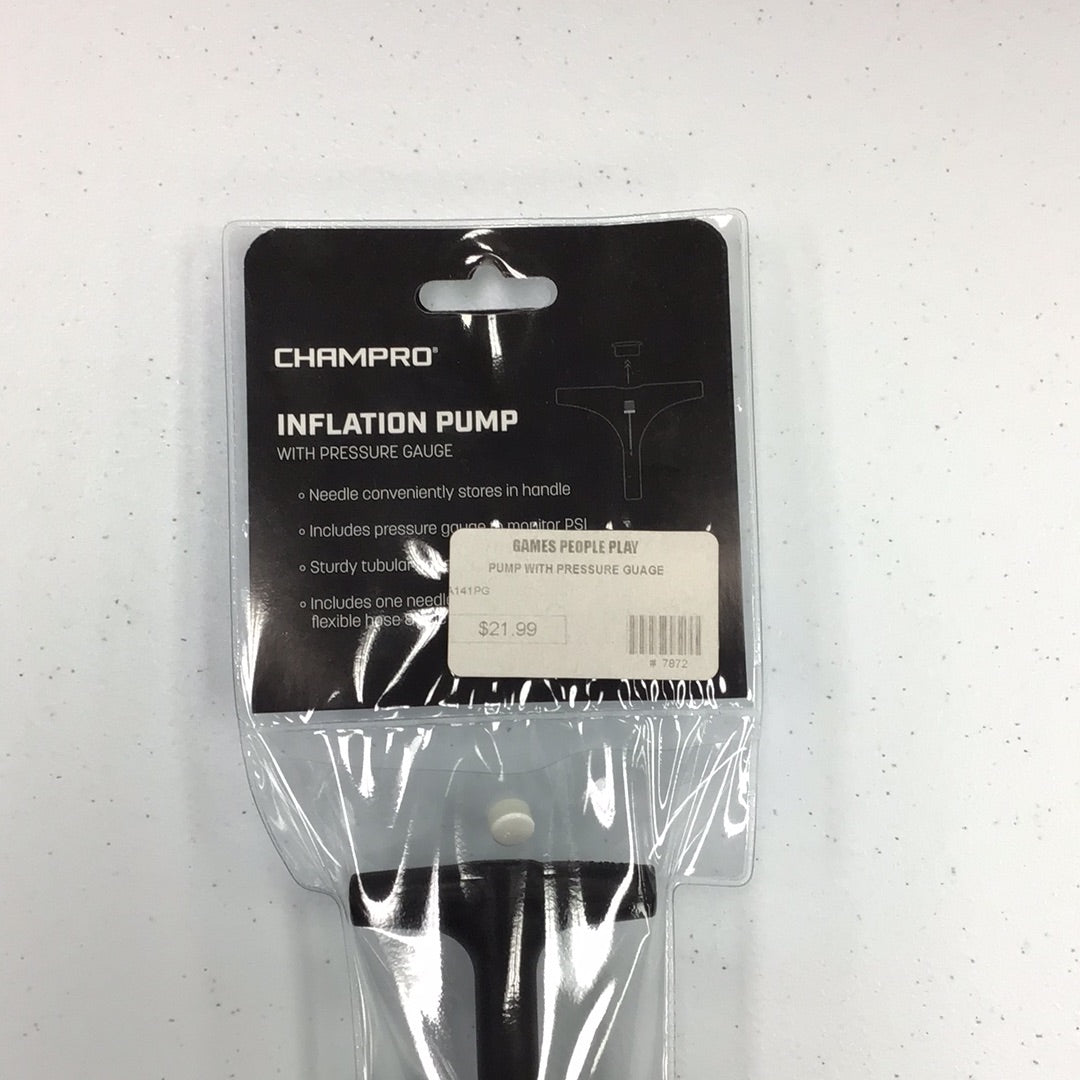 CHAMPRO®
INFLATION PUMP
WITH PRESSURE GAUGE
Needle conveniently stores in handle
Includes pressure gauge to monitor PSI
Sturdy tubular
Includes one needle
flexible hose &
GAMES PEOPLE PLAY
PUMP WITH PRESSURE GUAGE
A141PG
$21.99
# 7872